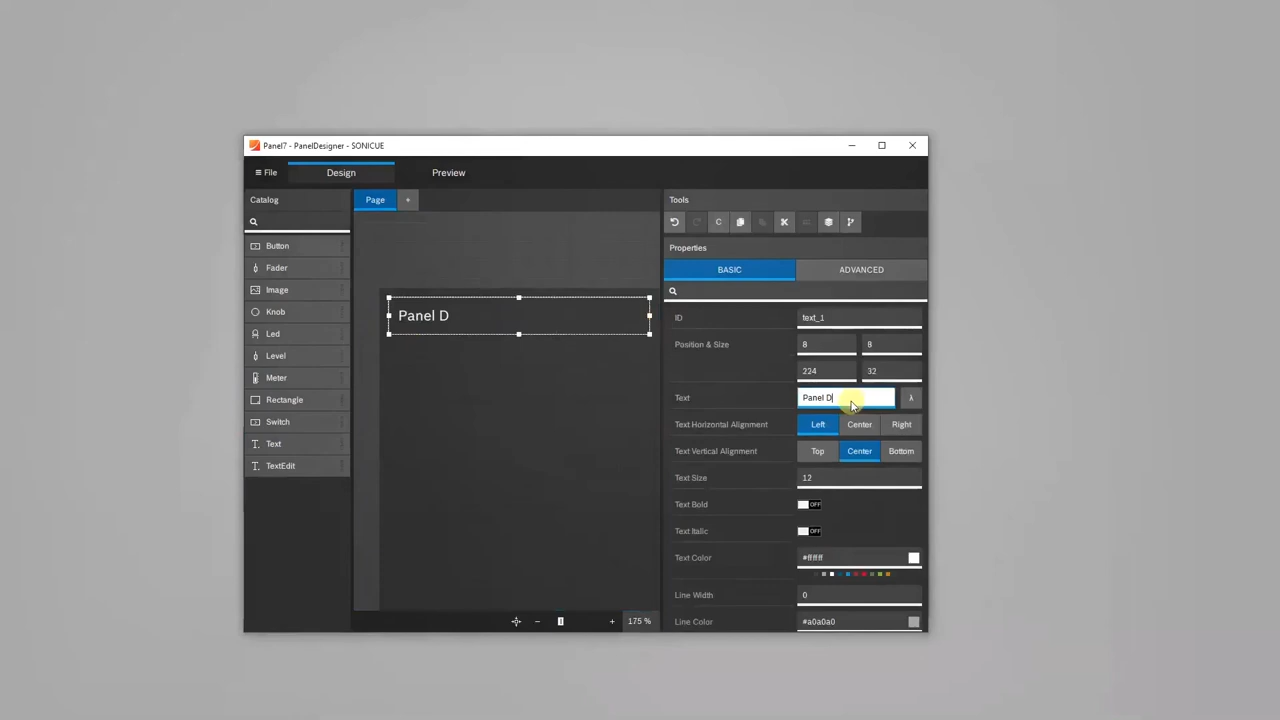 Panel7 - PanelDesigner - SONICUE
File Design Preview
Catalog
Button
Fader
Image
Knob
Led
Level
Meter
Rectangle
Switch
Text
TextEdit
Page +
Panel D
175 %
Tools
C
Properties
BASIC ADVANCED
ID text_1
Position & Size 8 8
224 32
Text Panel D λ
Text Horizontal Alignment Left Center Right
Text Vertical Alignment Top Center Bottom
Text Size 12
Text Bold OFF
Text Italic OFF
Text Color #ffffff
Line Width 0
Line Color #a0a0a0